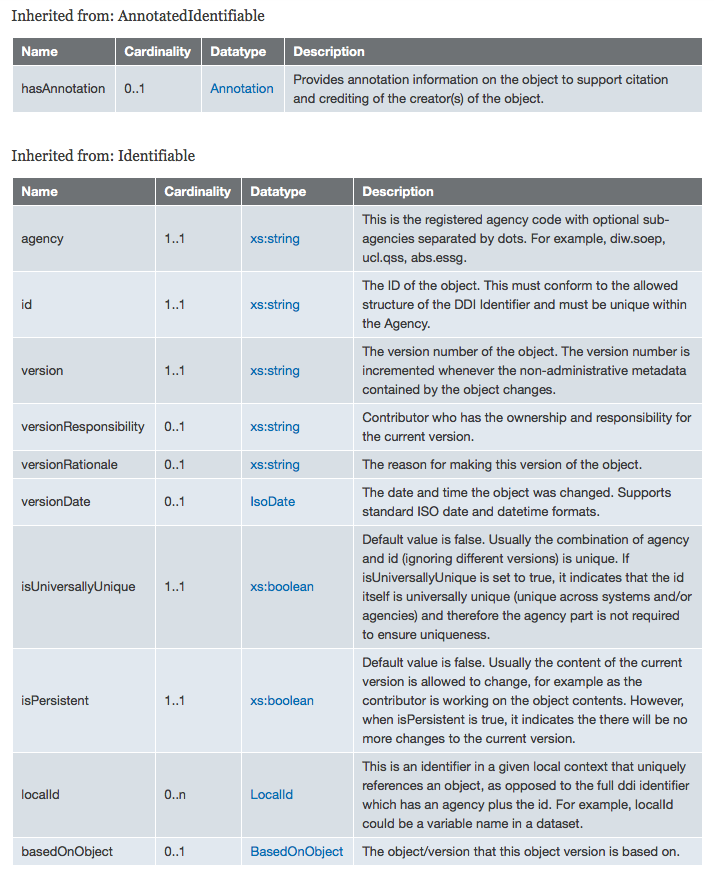 Inherited from: AnnotatedIdentifiable
Name Cardinality Datatype Description
hasAnnotation 0..1 Annotation Provides annotation information on the object to support citation
and crediting of the creator(s) of the object.
Inherited from: Identifiable
Name Cardinality Datatype Description
agency 1..1 xs:string This is the registered agency code with optional sub-
agencies separated by dots. For example, diw.soep,
ucl.qss, abs.essg.
id 1..1 xs:string The ID of the object. This must conform to the allowed
structure of the DDI Identifier and must be unique within
the Agency.
version 1..1 xs:string The version number of the object. The version number is
incremented whenever the non-administrative metadata
contained by the object changes.
versionResponsibility 0..1 xs:string Contributor who has the ownership and responsibility for
the current version.
versionRationale 0..1 xs:string The reason for making this version of the object.
versionDate 0..1 IsoDate The date and time the object was changed. Supports
standard ISO date and datetime formats.
isUniversallyUnique 1..1 xs:boolean Default value is false. Usually the combination of agency
and id (ignoring different versions) is unique. If
isUniversallyUnique is set to true, it indicates that the id
itself is universally unique (unique across systems and/or
agencies) and therefore the agency part is not required
to ensure uniqueness.
isPersistent 1..1 xs:boolean Default value is false. Usually the content of the current
version is allowed to change, for example as the
contributor is working on the object contents. However,
when isPersistent is true, it indicates the there will be no
more changes to the current version.
localId 0..n LocalId This is an identifier in a given local context that uniquely
references an object, as opposed to the full ddi identifier
which has an agency plus the id. For example, localId
could be a variable name in a dataset.
basedOnObject 0..1 BasedOnObject The object/version that this object version is based on.